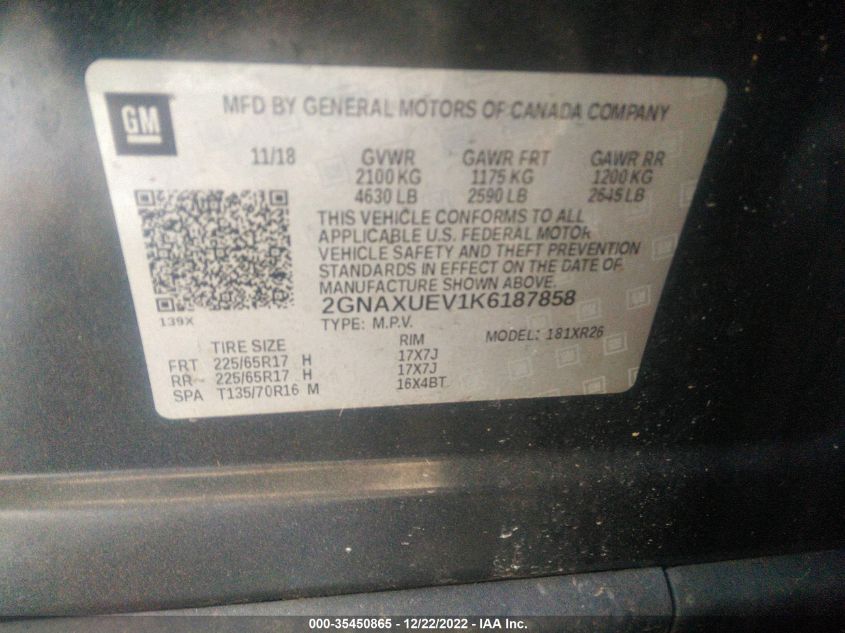 GM
MFD BY GENERAL MOTORS OF CANADA COMPANY
11/18 GVWR GAWR FRT GAWR RR
2100 KG 1175 KG 1200 KG
4630 LB 2590 LB 2645 LB
THIS VEHICLE CONFORMS TO ALL
APPLICABLE U.S. FEDERAL MOTOR
VEHICLE SAFETY AND THEFT PREVENTION
STANDARDS IN EFFECT ON THE DATE OF
MANUFACTURE SHOWN ABOVE.
2GNAXUEV1K6187858
139X
TYPE: M.P.V. MODEL: 181XR26
TIRE SIZE RIM
FRT 225/65R17 H 17X7J
RR 225/65R17 H 17X7J
SPA T135/70R16 M 16X4BT
000-35450865 - 12/22/2022 - IAA Inc.